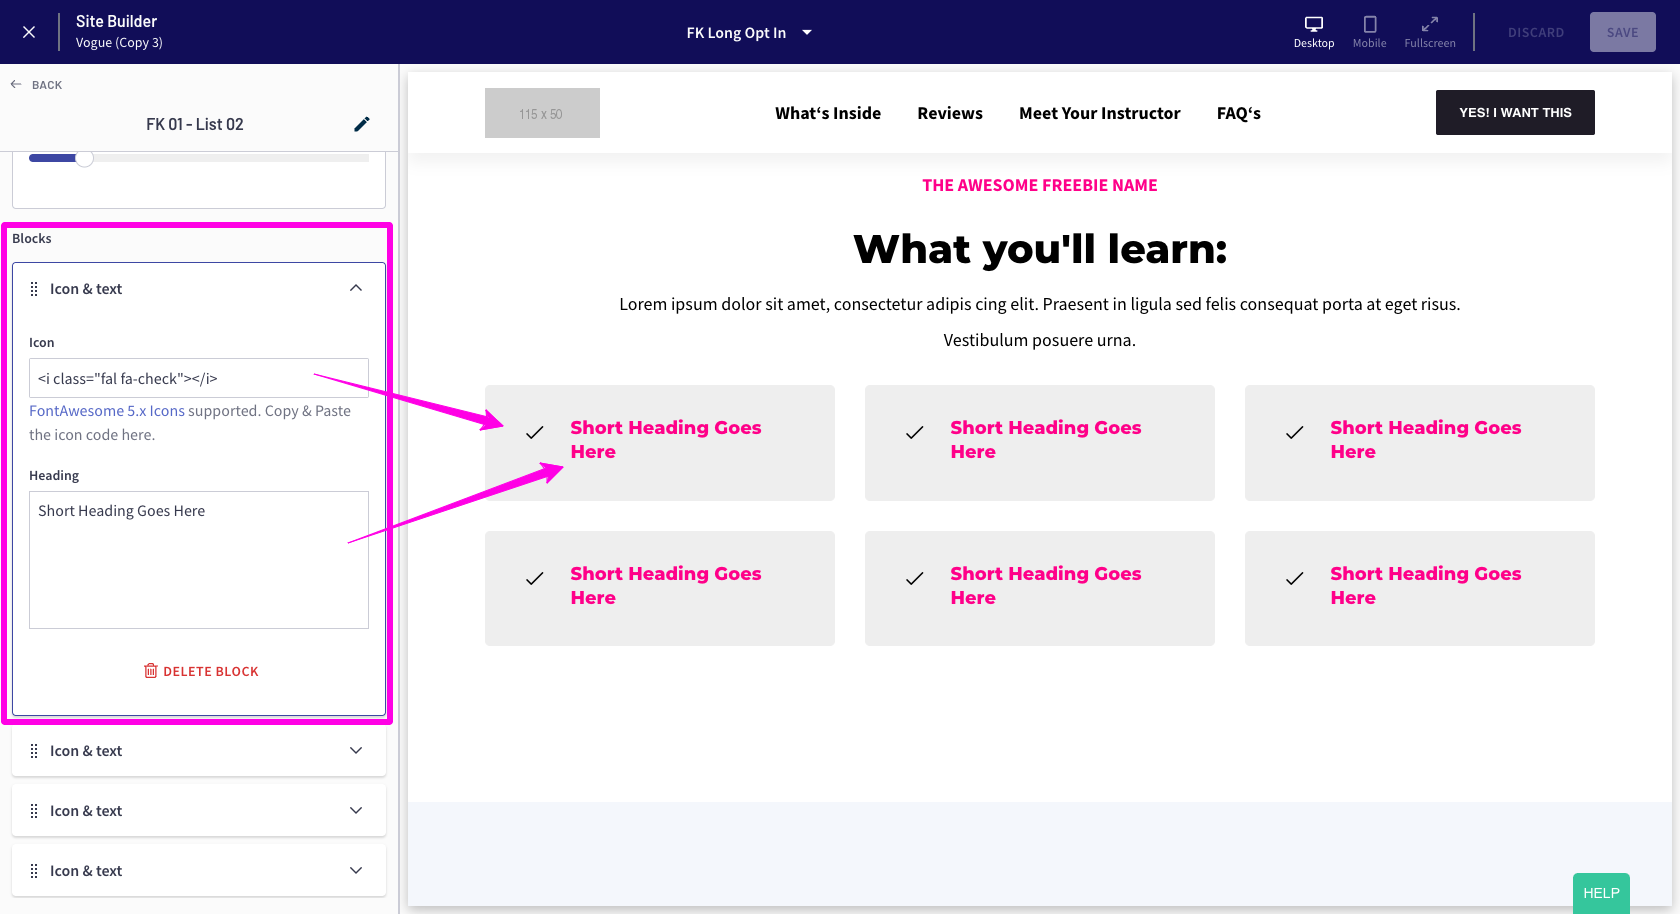 Site Builder
Vogue (Copy 3)
FK Long Opt In
Desktop
Mobile
Fullscreen
DISCARD
SAVE
BACK
FK 01 - List 02
Blocks
Icon & text
Icon
<i class="fal fa-check"></i>
FontAwesome 5.x Icons supported. Copy & Paste
the icon code here.
Heading
Short Heading Goes Here
DELETE BLOCK
Icon & text
Icon & text
Icon & text
115 x 50
What‘s Inside
Reviews
Meet Your Instructor
FAQ‘s
YES! I WANT THIS
THE AWESOME FREEBIE NAME
What you'll learn:
Lorem ipsum dolor sit amet, consectetur adipis cing elit. Praesent in ligula sed felis consequat porta at eget risus.
Vestibulum posuere urna.
Short Heading Goes
Here
Short Heading Goes
Here
Short Heading Goes
Here
Short Heading Goes
Here
Short Heading Goes
Here
Short Heading Goes
Here
HELP